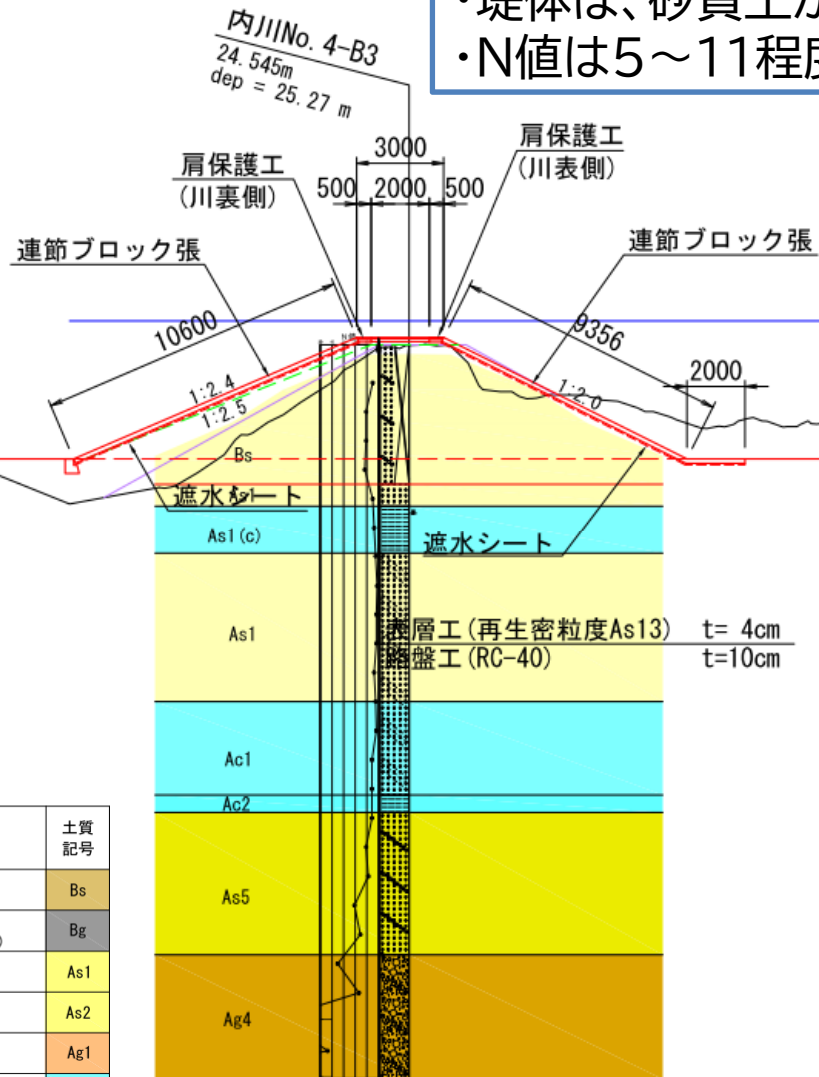 ・堤体は、砂質土が
・N値は5～11程度
内川No. 4-B3
24.545m
dep = 25.27 m
肩保護工
(川裏側)
3000
500 2000 500
肩保護工
(川表側)
連節ブロック張
連節ブロック張
10600
9356
2000
1:2.4
1:2.5
1:2.0
Bs
遮水シート
As1
As1(c)
遮水シート
As1
表層工(再生密粒度As13) t= 4cm
路盤工(RC-40) t=10cm
Ac1
Ac2
As5
Ag4
土質
記号
Bs
Bg
)
As1
As2
Ag1